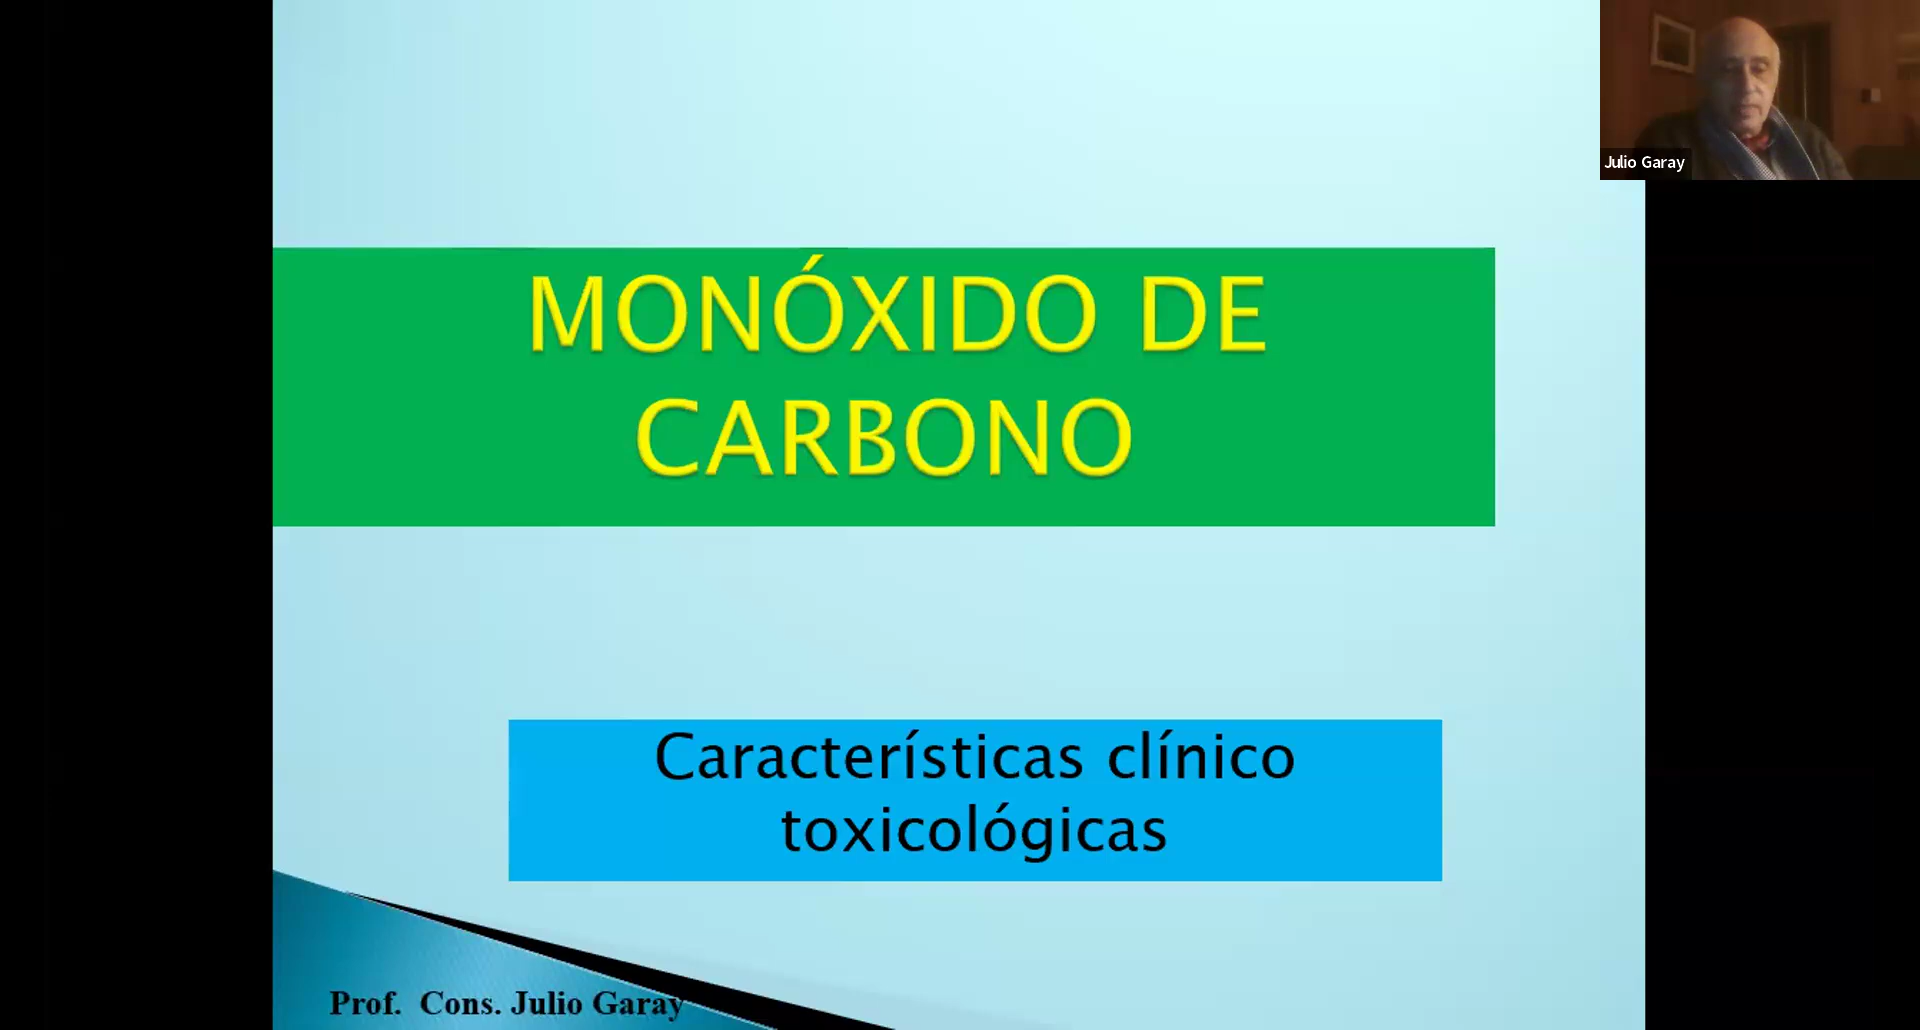 Julio Garay
MONÓXIDO DE
CARBONO
Características clínico
toxicológicas
Prof.  Cons. Julio Garay